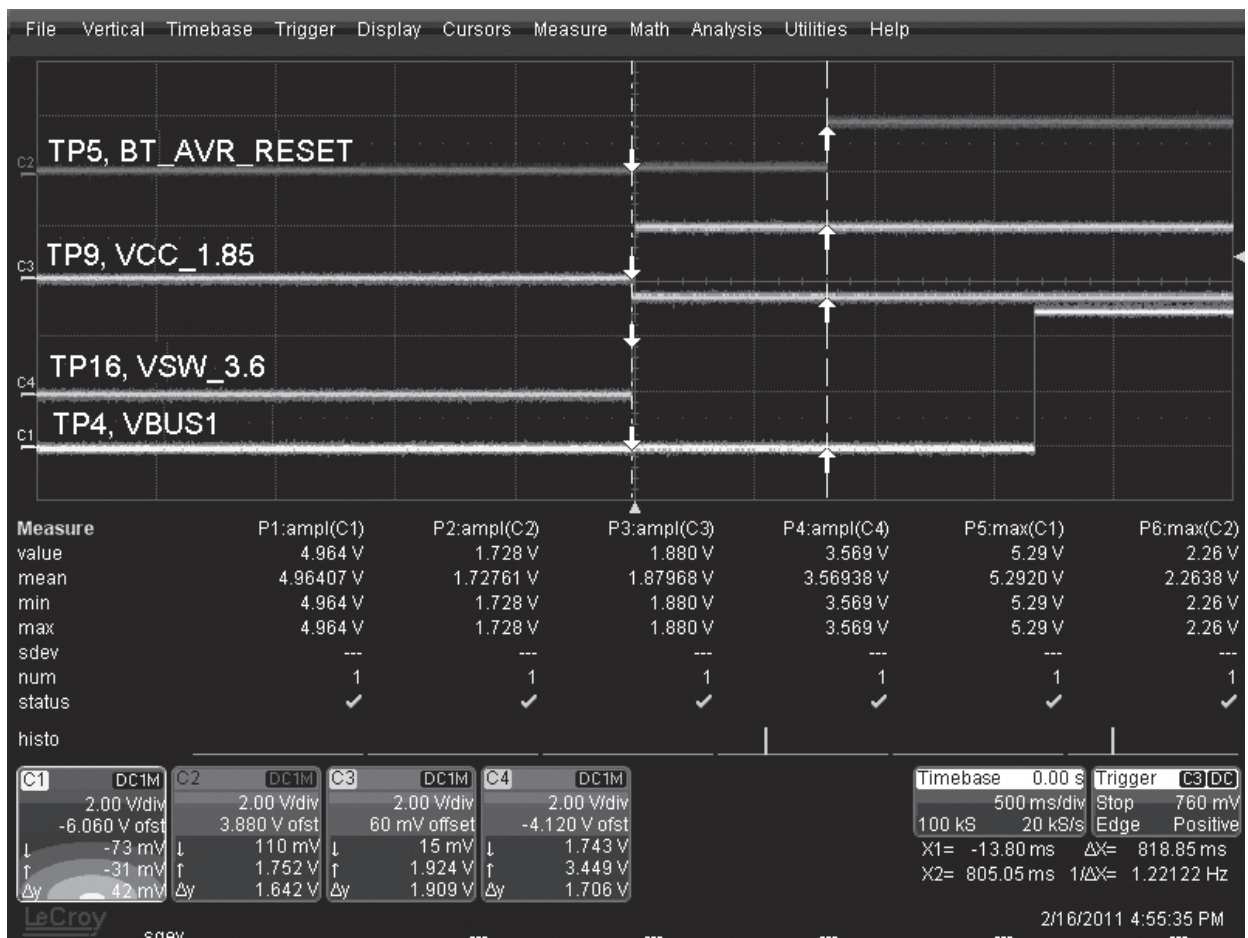 File Vertical Timebase Trigger Display Cursors Measure Math Analysis Utilities Help
C2 TP5, BT_AVR_RESET
C3 TP9, VCC_1.85
C4 TP16, VSW_3.6
C1 TP4, VBUS1
Measure P1:ampl(C1) P2:ampl(C2) P3:ampl(C3) P4:ampl(C4) P5:max(C1) P6:max(C2)
value 4.964 V 1.728 V 1.880 V 3.569 V 5.29 V 2.26 V
mean 4.96407 V 1.72761 V 1.87968 V 3.56938 V 5.2920 V 2.2638 V
min 4.964 V 1.728 V 1.880 V 3.569 V 5.29 V 2.26 V
max 4.964 V 1.728 V 1.880 V 3.569 V 5.29 V 2.26 V
sdev --- --- --- --- --- ---
num 1 1 1 1 1 1
status ✓ ✓ ✓ ✓ ✓ ✓
histo
C1 DC1M C2 DC1M C3 DC1M C4 DC1M Timebase 0.00 s Trigger C3 DC
2.00 V/div 2.00 V/div 2.00 V/div 2.00 V/div 500 ms/div Stop 760 mV
-6.060 V ofst 3.880 V ofst 60 mV offset -4.120 V ofst 100 kS 20 kS/s Edge Positive
↓ -73 mV ↓ 110 mV ↓ 15 mV ↓ 1.743 V X1= -13.80 ms ΔX= 818.85 ms
↑ -31 mV ↑ 1.752 V ↑ 1.924 V ↑ 3.449 V X2= 805.05 ms 1/ΔX= 1.22122 Hz
Δy 42 mV Δy 1.642 V Δy 1.909 V Δy 1.706 V
LeCroy 2/16/2011 4:55:35 PM
sdev --- --- --- --- ---